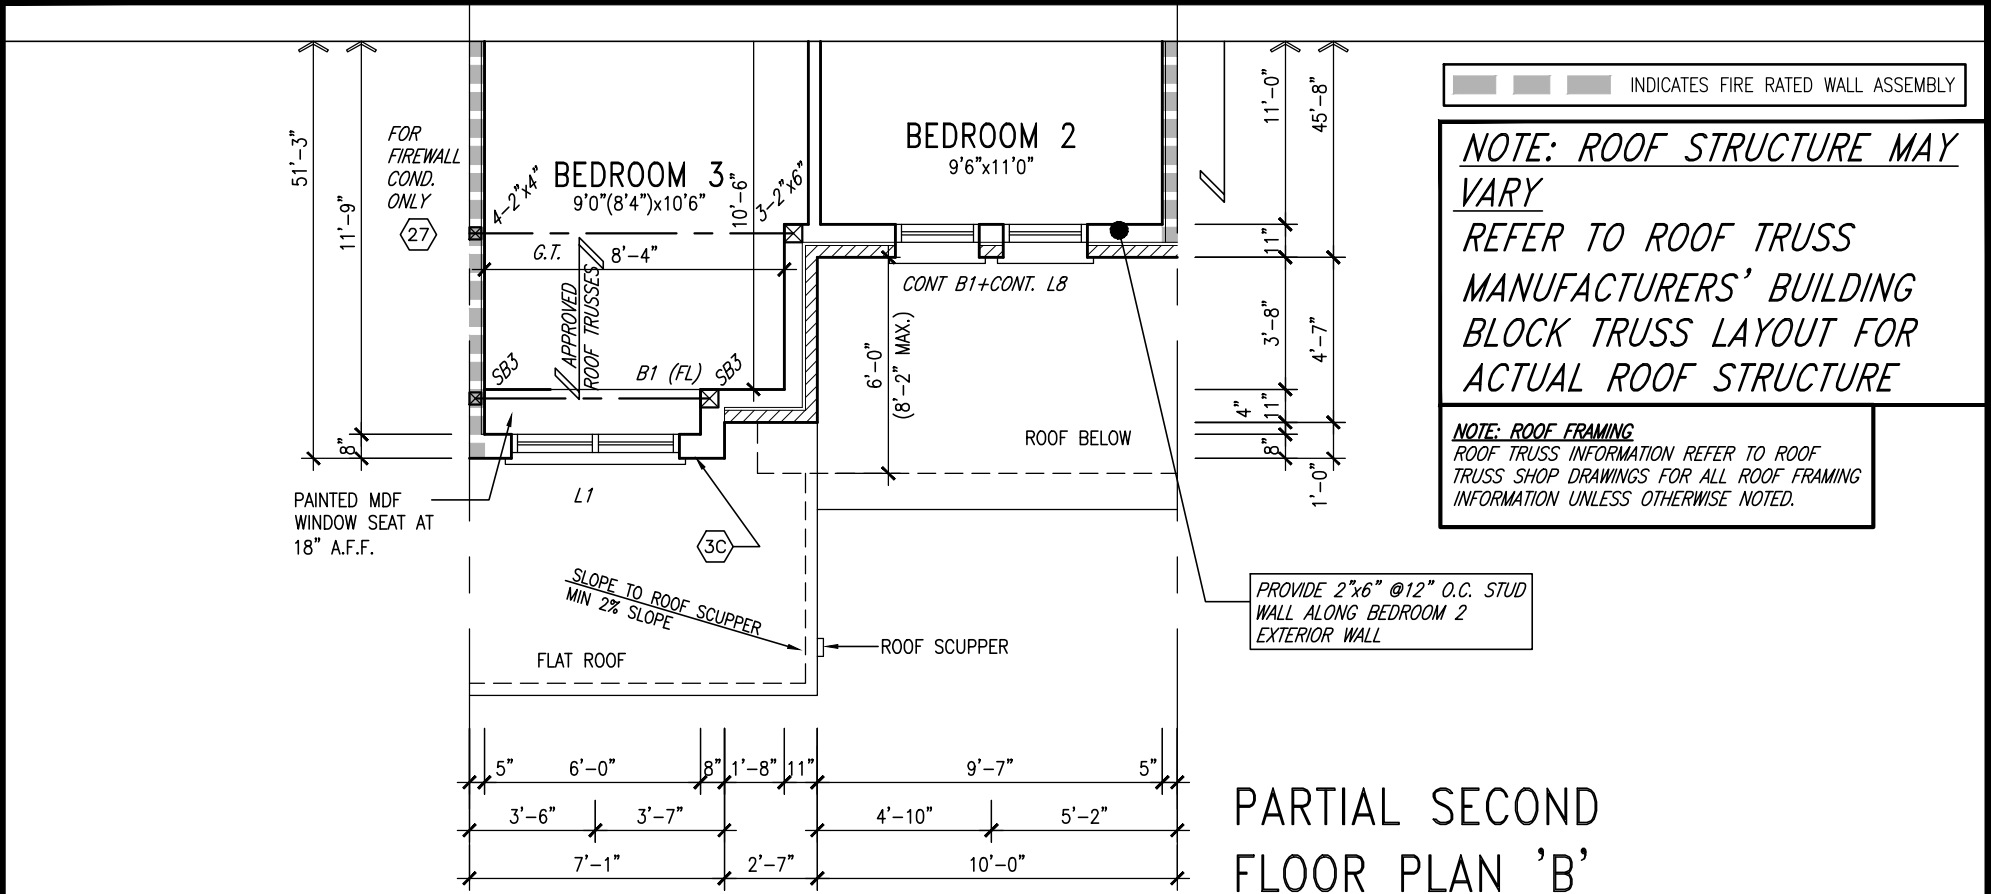 INDICATES FIRE RATED WALL ASSEMBLY
NOTE: ROOF STRUCTURE MAY
VARY
REFER TO ROOF TRUSS
MANUFACTURERS' BUILDING
BLOCK TRUSS LAYOUT FOR
ACTUAL ROOF STRUCTURE
NOTE: ROOF FRAMING
ROOF TRUSS INFORMATION REFER TO ROOF
TRUSS SHOP DRAWINGS FOR ALL ROOF FRAMING
INFORMATION UNLESS OTHERWISE NOTED.
51'-3"
11'-9"
8"
FOR
FIREWALL
COND.
ONLY
27
4-2"x4"
BEDROOM 3
9'0"(8'4")x10'6"
10'-6"
3-2"x6"
BEDROOM 2
9'6"x11'0"
G.T.
8'-4"
APPROVED
ROOF TRUSSES
SB3
B1 (FL)
SB3
CONT B1+CONT. L8
6'-0"
(8'-2" MAX.)
ROOF BELOW
11'-0"
45'-8"
11"
3'-8"
4'-7"
4"
11"
8"
1'-0"
PAINTED MDF
WINDOW SEAT AT
18" A.F.F.
L1
3C
SLOPE TO ROOF SCUPPER
MIN 2% SLOPE
FLAT ROOF
ROOF SCUPPER
PROVIDE 2"x6" @12" O.C. STUD
WALL ALONG BEDROOM 2
EXTERIOR WALL
5" 6'-0" 8" 1'-8" 11" 9'-7" 5"
3'-6" 3'-7" 4'-10" 5'-2"
7'-1" 2'-7" 10'-0"
PARTIAL SECOND
FLOOR PLAN 'B'